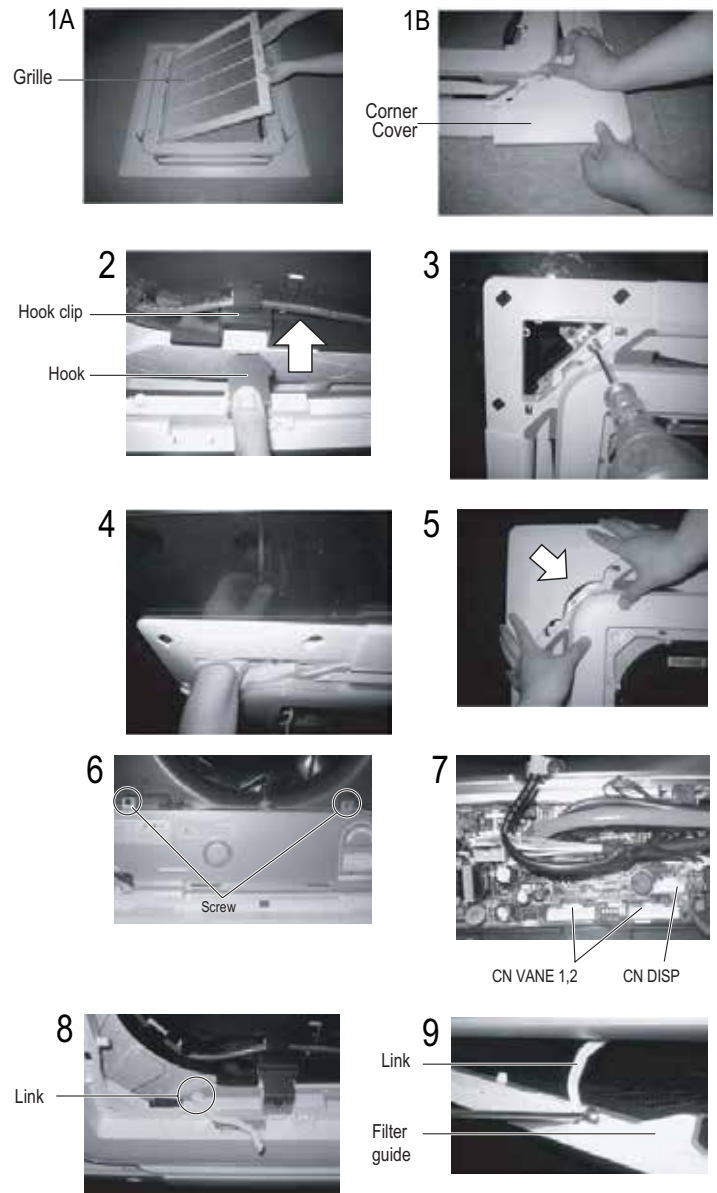 1A
Grille
1B
Corner
Cover
2
Hook clip
Hook
3
4
5
6
Screw
7
CN VANE 1,2
CN DISP
8
Link
9
Link
Filter
guide